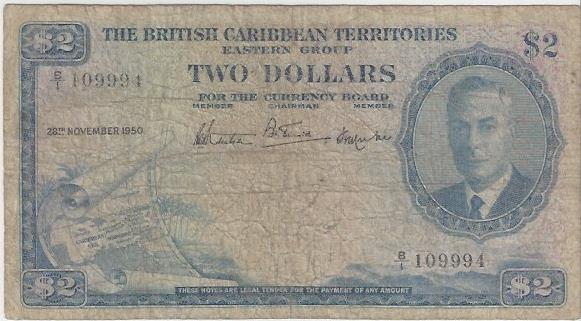 $2 THE BRITISH CARIBBEAN TERRITORIES $2
EASTERN GROUP
TWO DOLLARS
B/1 109994
FOR THE CURRENCY BOARD
MEMBER CHAIRMAN MEMBER
28TH NOVEMBER 1950
B/1 109994
$2 THESE NOTES ARE LEGAL TENDER FOR THE PAYMENT OF ANY AMOUNT $2